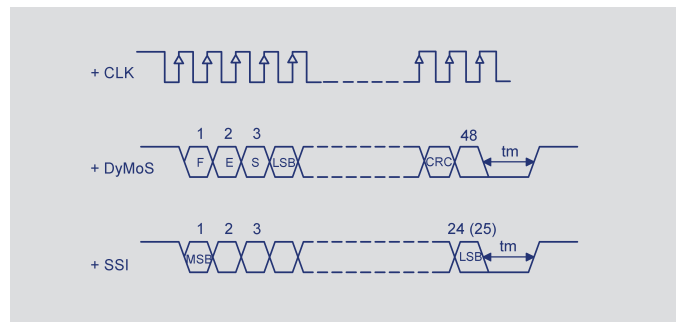 + CLK
1 2 3 48
+ DyMoS F E S LSB CRC tm
1 2 3 24 (25)
+ SSI MSB LSB tm